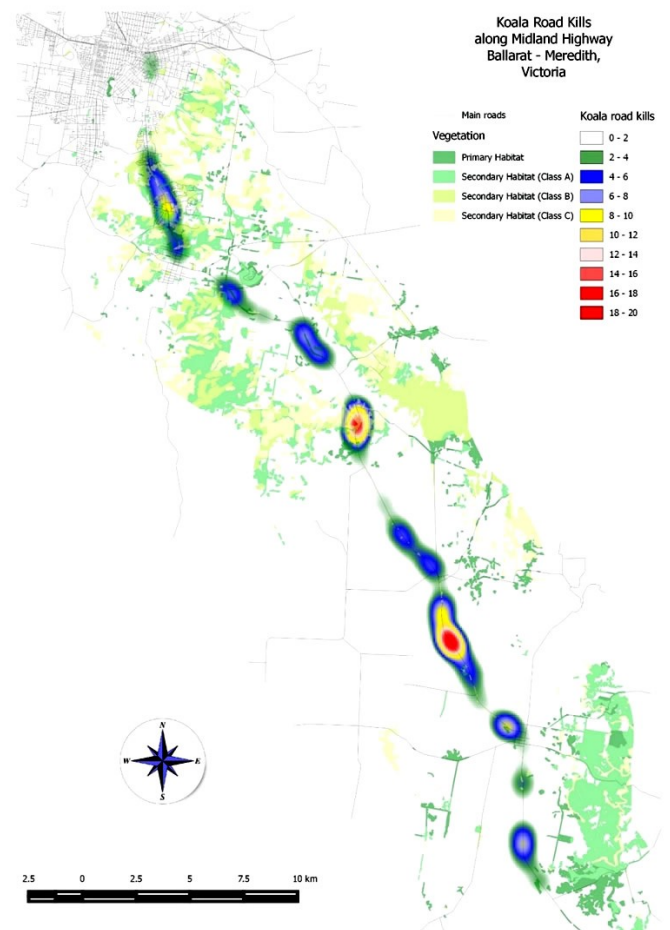 Koala Road Kills
along Midland Highway
Ballarat - Meredith,
Victoria
Main roads
Vegetation
Primary Habitat
Secondary Habitat (Class A)
Secondary Habitat (Class B)
Secondary Habitat (Class C)
Koala road kills
0 - 2
2 - 4
4 - 6
6 - 8
8 - 10
10 - 12
12 - 14
14 - 16
16 - 18
18 - 20
N
W E
S
2.5 0 2.5 5 7.5 10 km